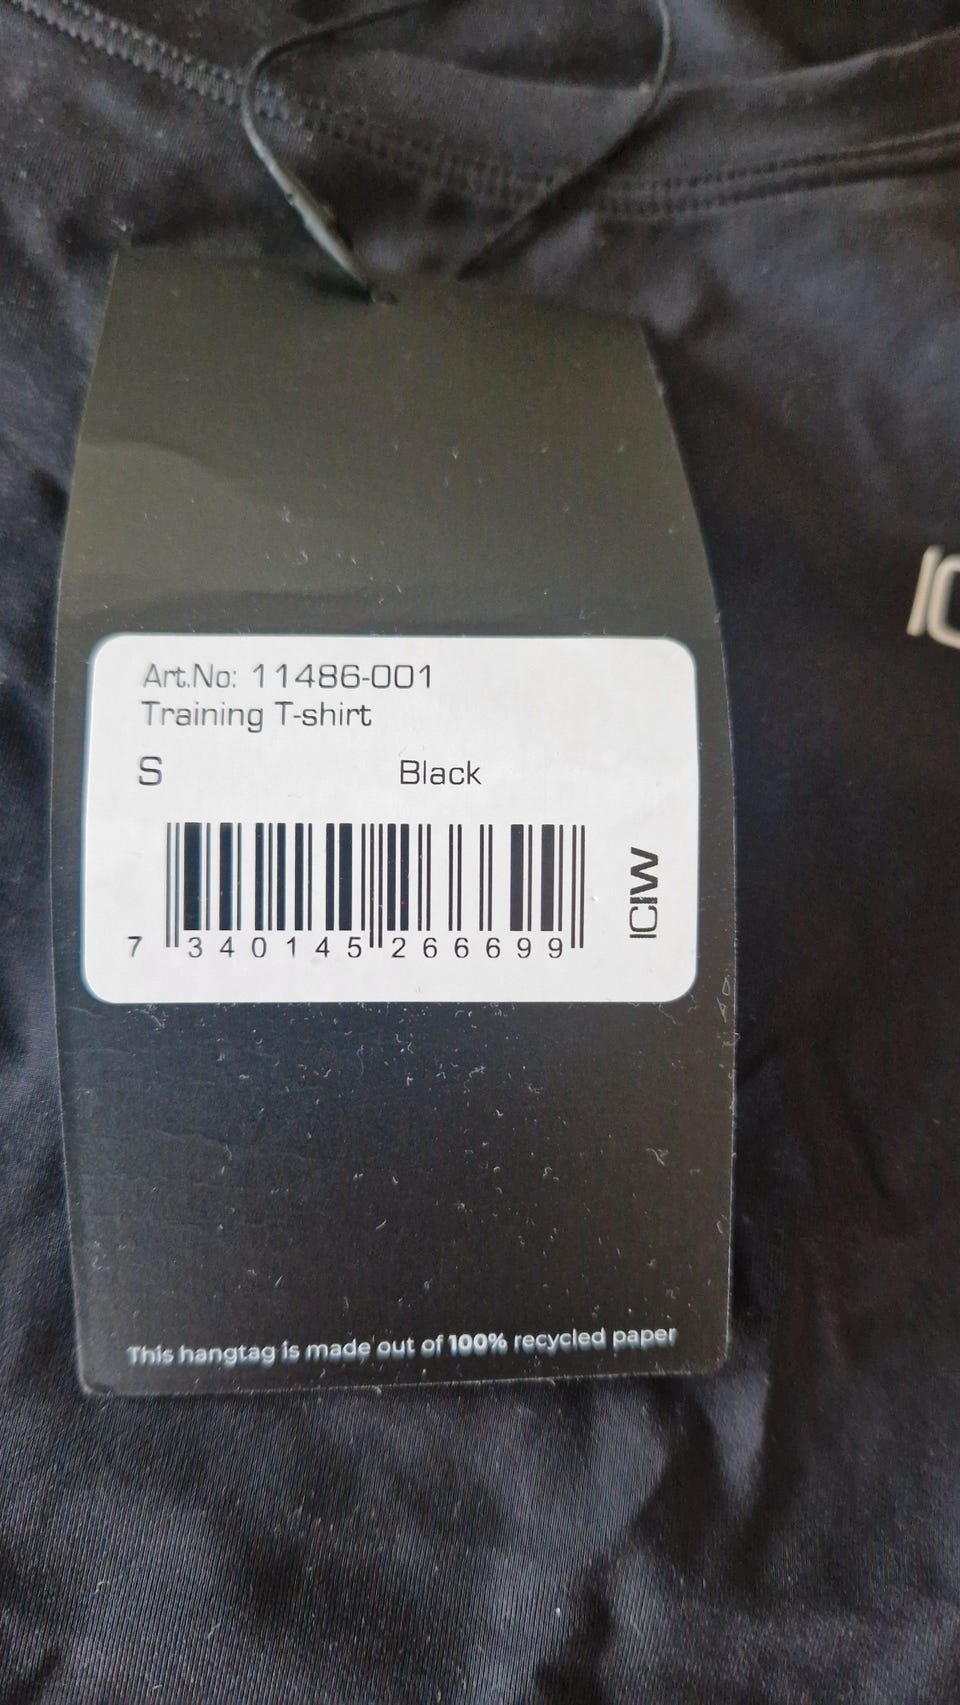 Art.No: 11486-001
Training T-shirt
S Black
7 340145 266699
ICIW
This hangtag is made out of 100% recycled paper